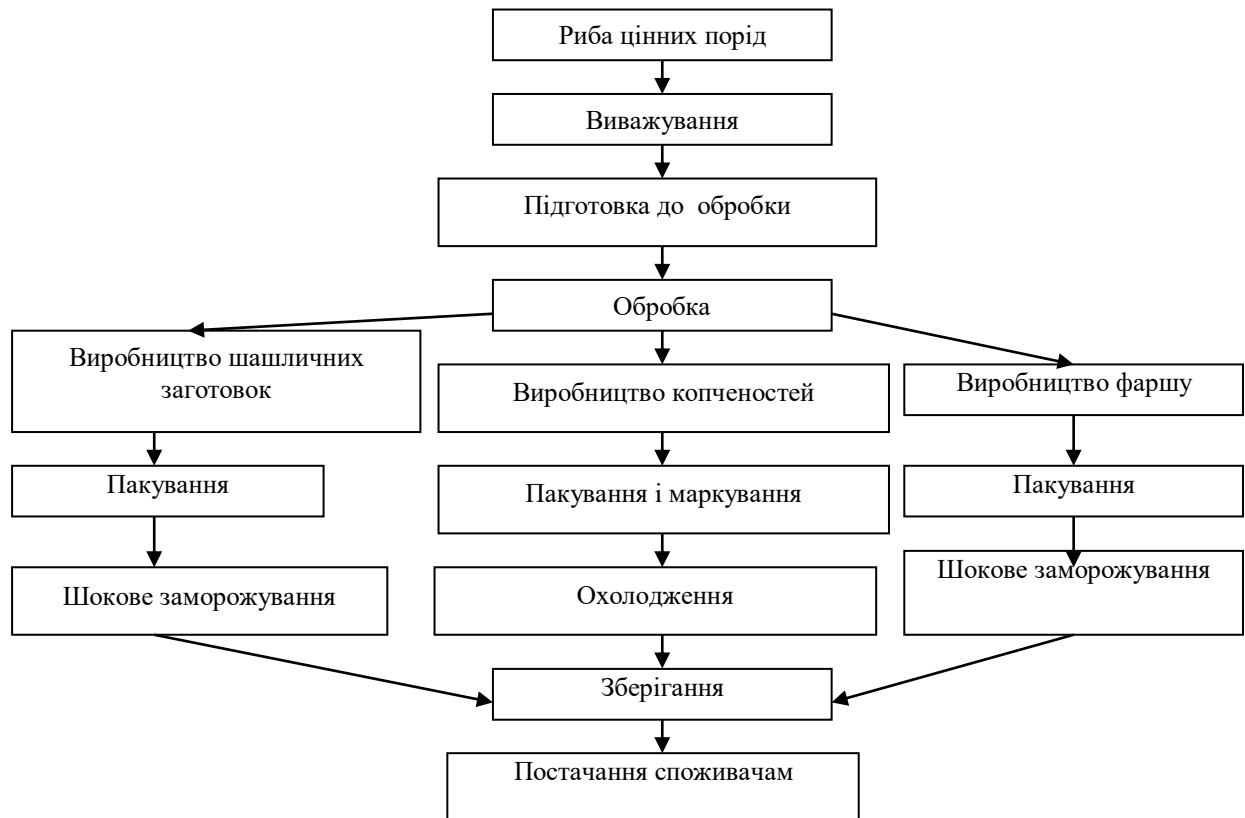 Риба цінних порід
Виважування
Підготовка до  обробки
Обробка
Виробництво шашличних
заготовок
Виробництво копченостей
Виробництво фаршу
Пакування
Пакування і маркування
Пакування
Шокове заморожування
Охолодження
Шокове заморожування
Зберігання
Постачання споживачам